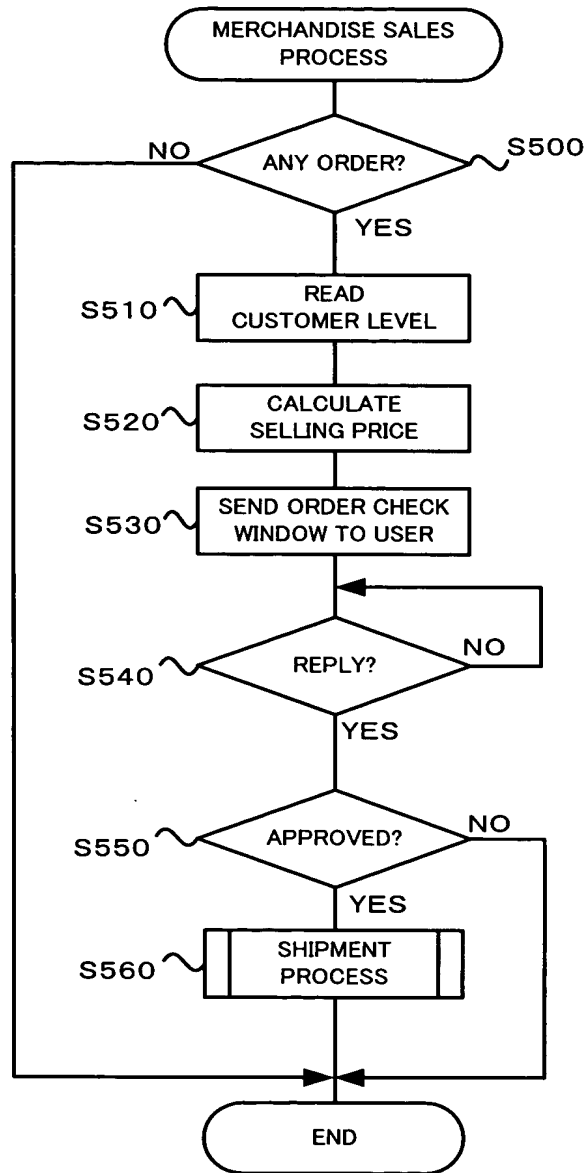 MERCHANDISE SALES
PROCESS
NO
ANY ORDER?
S500
YES
S510
READ
CUSTOMER LEVEL
S520
CALCULATE
SELLING PRICE
S530
SEND ORDER CHECK
WINDOW TO USER
S540
REPLY?
NO
YES
S550
APPROVED?
NO
YES
S560
SHIPMENT
PROCESS
END